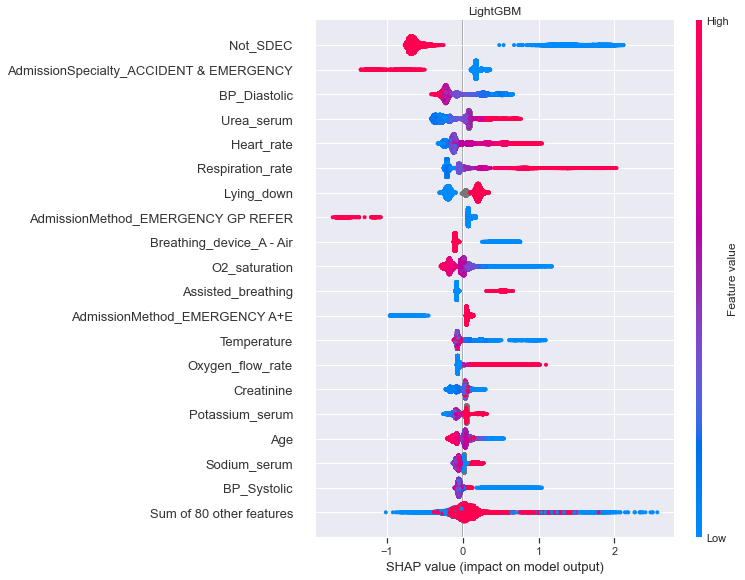 LightGBM
High
Not_SDEC
AdmissionSpecialty_ACCIDENT & EMERGENCY
BP_Diastolic
Urea_serum
Heart_rate
Respiration_rate
Lying_down
AdmissionMethod_EMERGENCY GP REFER
Breathing_device_A - Air
O2_saturation
Assisted_breathing
AdmissionMethod_EMERGENCY A+E
Temperature
Oxygen_flow_rate
Creatinine
Potassium_serum
Age
Sodium_serum
BP_Systolic
Sum of 80 other features
Feature value
Low
−1 0 1 2
SHAP value (impact on model output)